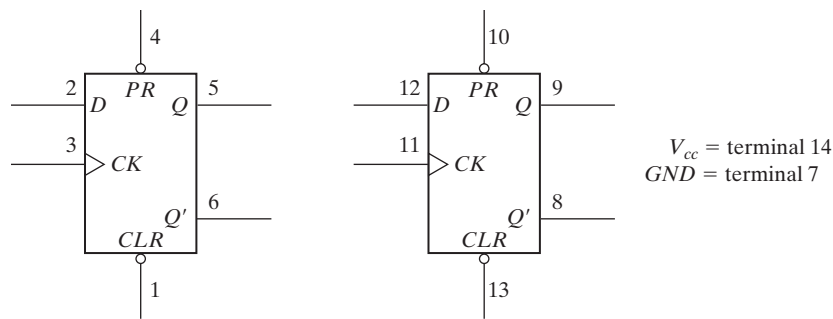 4 10
2 PR 5 12 PR 9
D Q D Q
3 11
CK CK
V_cc = terminal 14
GND = terminal 7
6 8
Q' Q'
CLR CLR
1 13